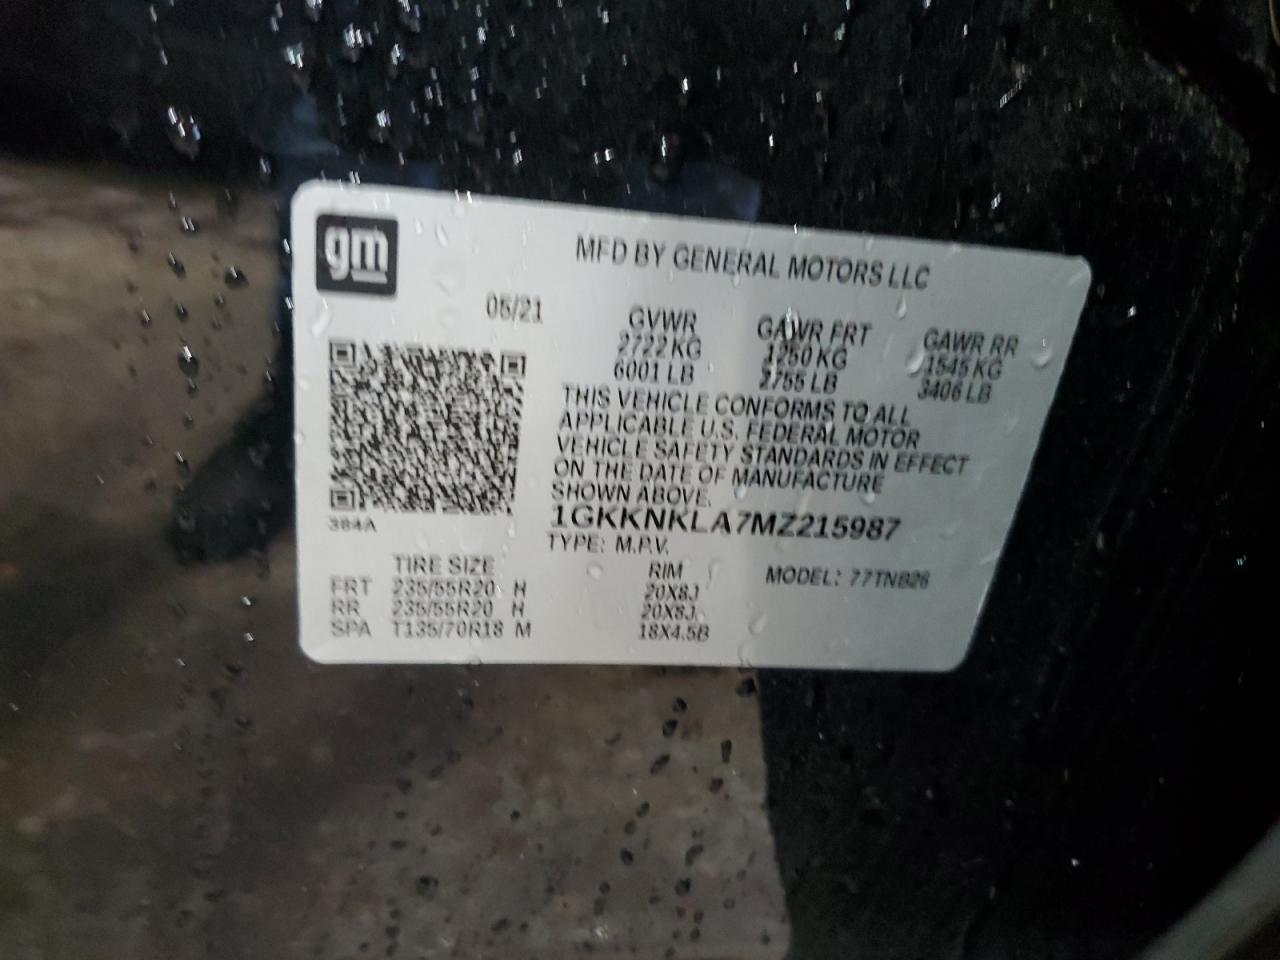 gm
MFD BY GENERAL MOTORS LLC
05/21
GVWR GAWR FRT GAWR RR
2722 KG 1250 KG 1545 KG
6001 LB 2755 LB 3406 LB
THIS VEHICLE CONFORMS TO ALL
APPLICABLE U.S. FEDERAL MOTOR
VEHICLE SAFETY STANDARDS IN EFFECT
ON THE DATE OF MANUFACTURE
SHOWN ABOVE.
1GKKNKLA7MZ215987
384A
TYPE: M.P.V.
TIRE SIZE RIM MODEL: 77TNB26
FRT 235/55R20 H 20X8J
RR 235/55R20 H 20X8J
SPA T135/70R18 M 18X4.5B